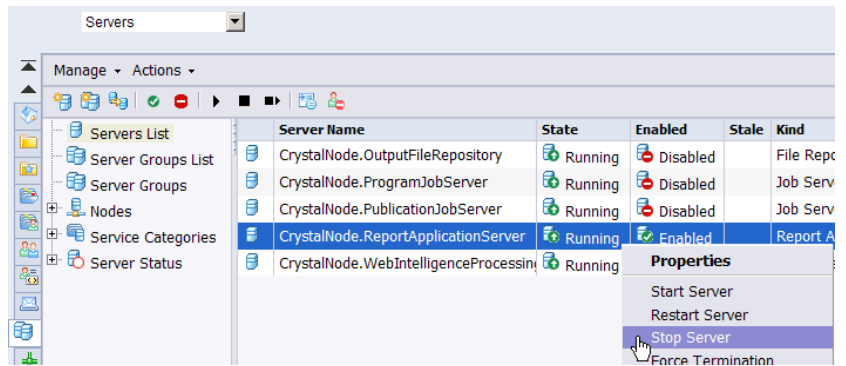 Servers
Manage Actions
Servers List
Server Groups List
Server Groups
Nodes
Service Categories
Server Status
Server Name State Enabled Stale Kind
CrystalNode.OutputFileRepository Running Disabled File Repo
CrystalNode.ProgramJobServer Running Disabled Job Serv
CrystalNode.PublicationJobServer Running Disabled Job Serv
CrystalNode.ReportApplicationServer Running Enabled Report A
CrystalNode.WebIntelligenceProcessing Running
Properties
Start Server
Restart Server
Stop Server
Force Termination